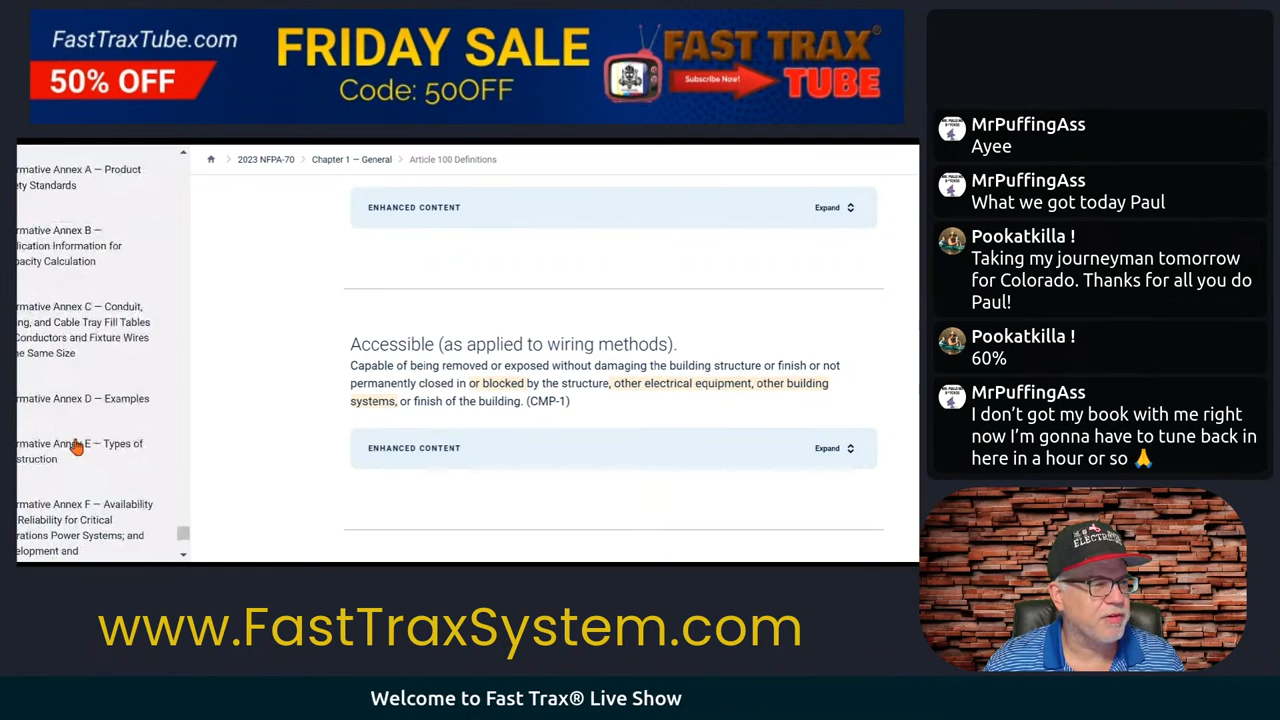 FastTraxTube.com
50% OFF
FRIDAY SALE
Code: 50OFF
Subscribe Now!
FAST TRAX®
TUBE
rmative Annex A — Product
ety Standards
rmative Annex B —
lication Information for
pacity Calculation
rmative Annex C — Conduit,
ng, and Cable Tray Fill Tables
Conductors and Fixture Wires
he Same Size
rmative Annex D — Examples
rmative Annex E — Types of
struction
rmative Annex F — Availability
Reliability for Critical
rations Power Systems; and
elopment and
2023 NFPA-70 > Chapter 1 — General > Article 100 Definitions
ENHANCED CONTENT
Expand
Accessible (as applied to wiring methods).
Capable of being removed or exposed without damaging the building structure or finish or not
permanently closed in or blocked by the structure, other electrical equipment, other building
systems, or finish of the building. (CMP-1)
ENHANCED CONTENT
Expand
MrPuffingAss
Ayee
MrPuffingAss
What we got today Paul
Pookatkilla !
Taking my journeyman tomorrow
for Colorado. Thanks for all you do
Paul!
Pookatkilla !
60%
MrPuffingAss
I don't got my book with me right
now I'm gonna have to tune back in
here in a hour or so 🙏
www.FastTraxSystem.com
Welcome to Fast Trax® Live Show